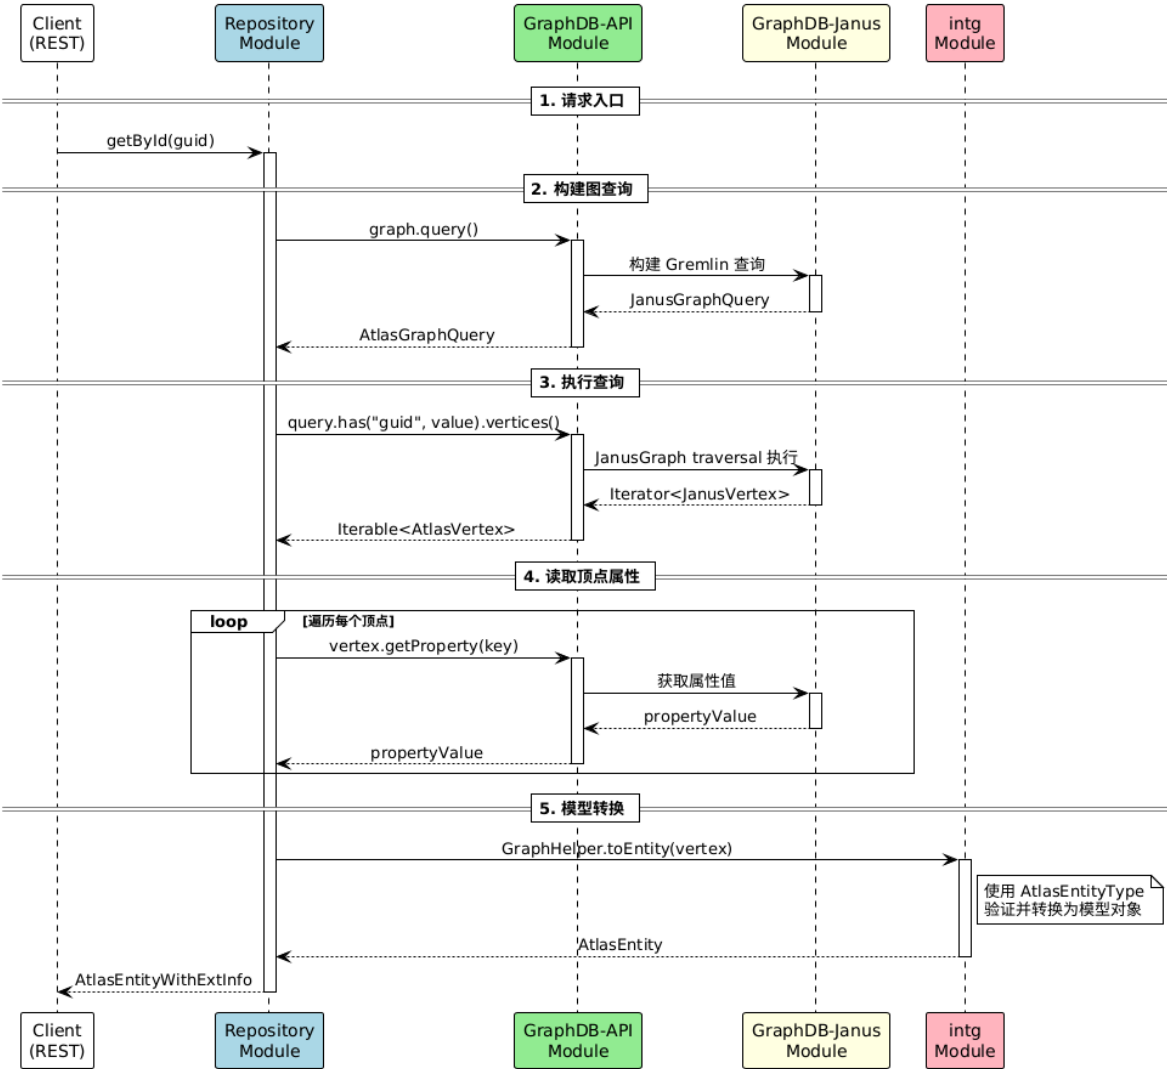 Client
(REST)
Repository
Module
GraphDB-API
Module
GraphDB-Janus
Module
intg
Module
1. 请求入口
getById(guid)
2. 构建图查询
graph.query()
构建 Gremlin 查询
JanusGraphQuery
AtlasGraphQuery
3. 执行查询
query.has("guid", value).vertices()
JanusGraph traversal 执行
Iterator<JanusVertex>
Iterable<AtlasVertex>
4. 读取顶点属性
loop
[遍历每个顶点]
vertex.getProperty(key)
获取属性值
propertyValue
propertyValue
5. 模型转换
GraphHelper.toEntity(vertex)
使用 AtlasEntityType
验证并转换为模型对象
AtlasEntity
AtlasEntityWithExtInfo
Client
(REST)
Repository
Module
GraphDB-API
Module
GraphDB-Janus
Module
intg
Module